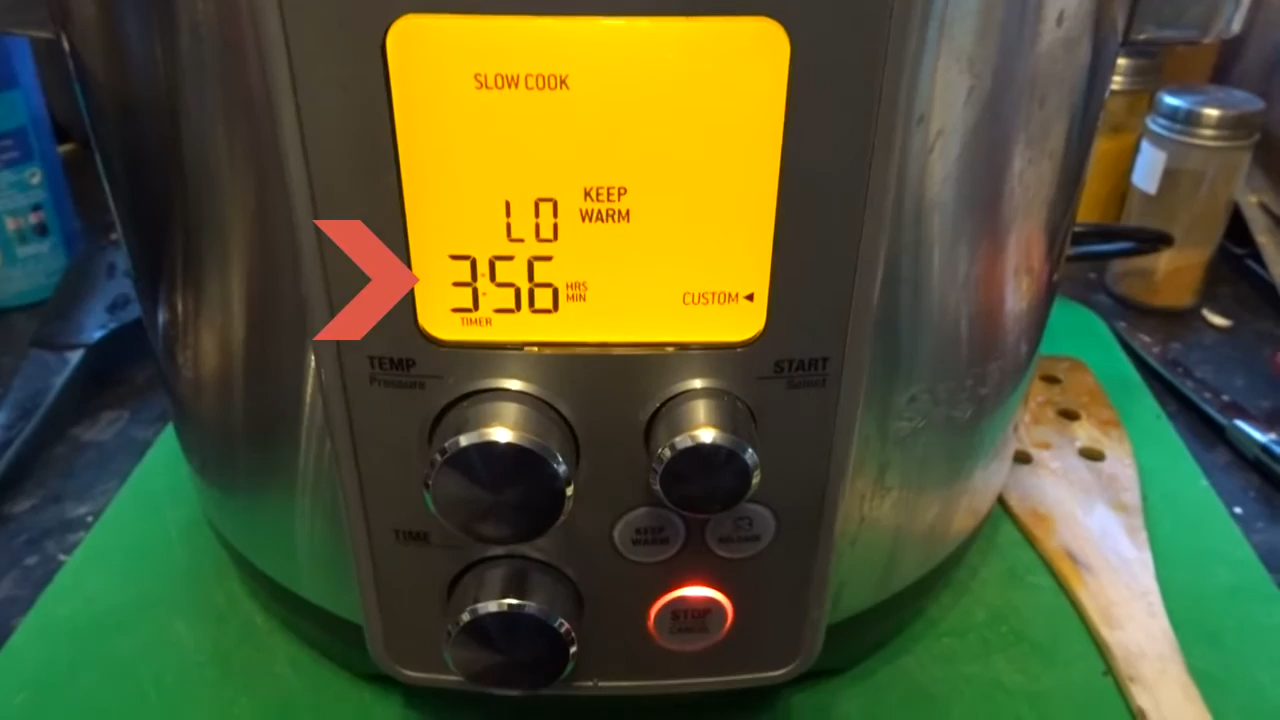 SLOW COOK
LO
KEEP
WARM
3:56 HRS
MIN
TIMER
CUSTOM
TEMP
Pressure
START
Select
TIME
KEEP
WARM
RELEASE
STOP
CANCEL